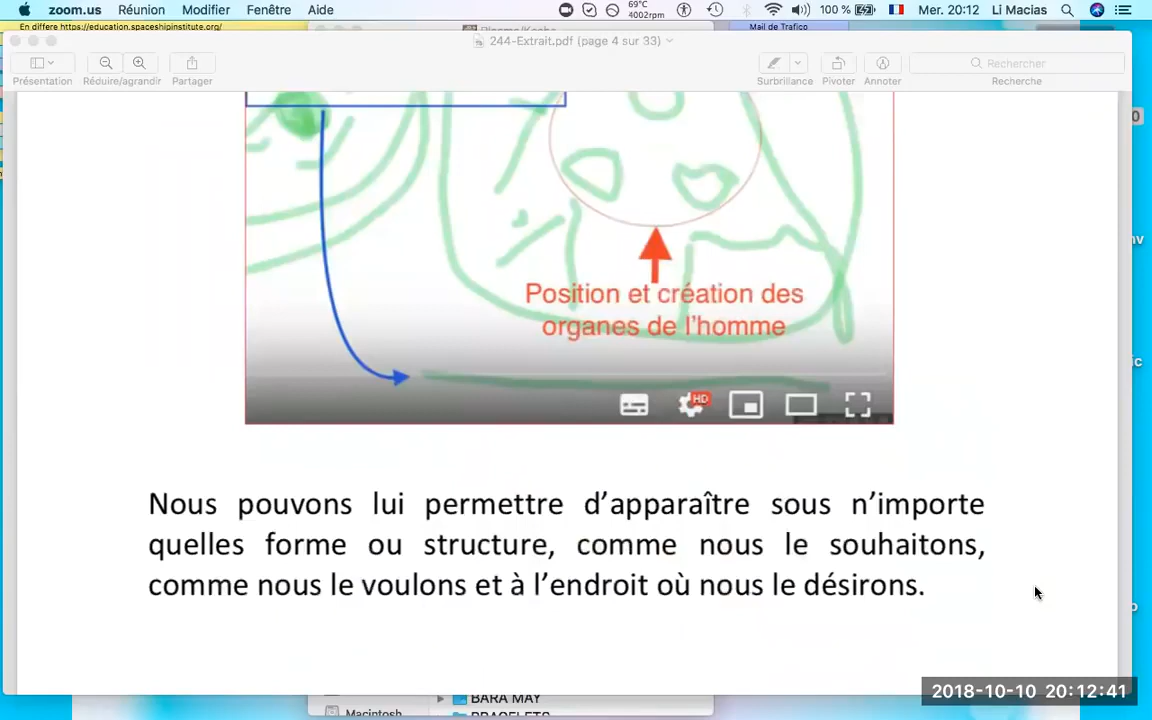 zoom.us Réunion Modifier Fenêtre Aide 69°C 4002rpm 100 % Mer. 20:12 Li Macias
En differe https://education.spaceshipinstitute.org/ Mail de Trafico
244-Extrait.pdf (page 4 sur 33)
Rechercher
Présentation Réduire/agrandir Partager Surbrillance Pivoter Annoter Recherche
Position et création des
organes de l'homme
HD
Nous pouvons lui permettre d'apparaître sous n'importe
quelles forme ou structure, comme nous le souhaitons,
comme nous le voulons et à l'endroit où nous le désirons.
2018-10-10 20:12:41
BARA MAY
Macintosh
BRACELETS